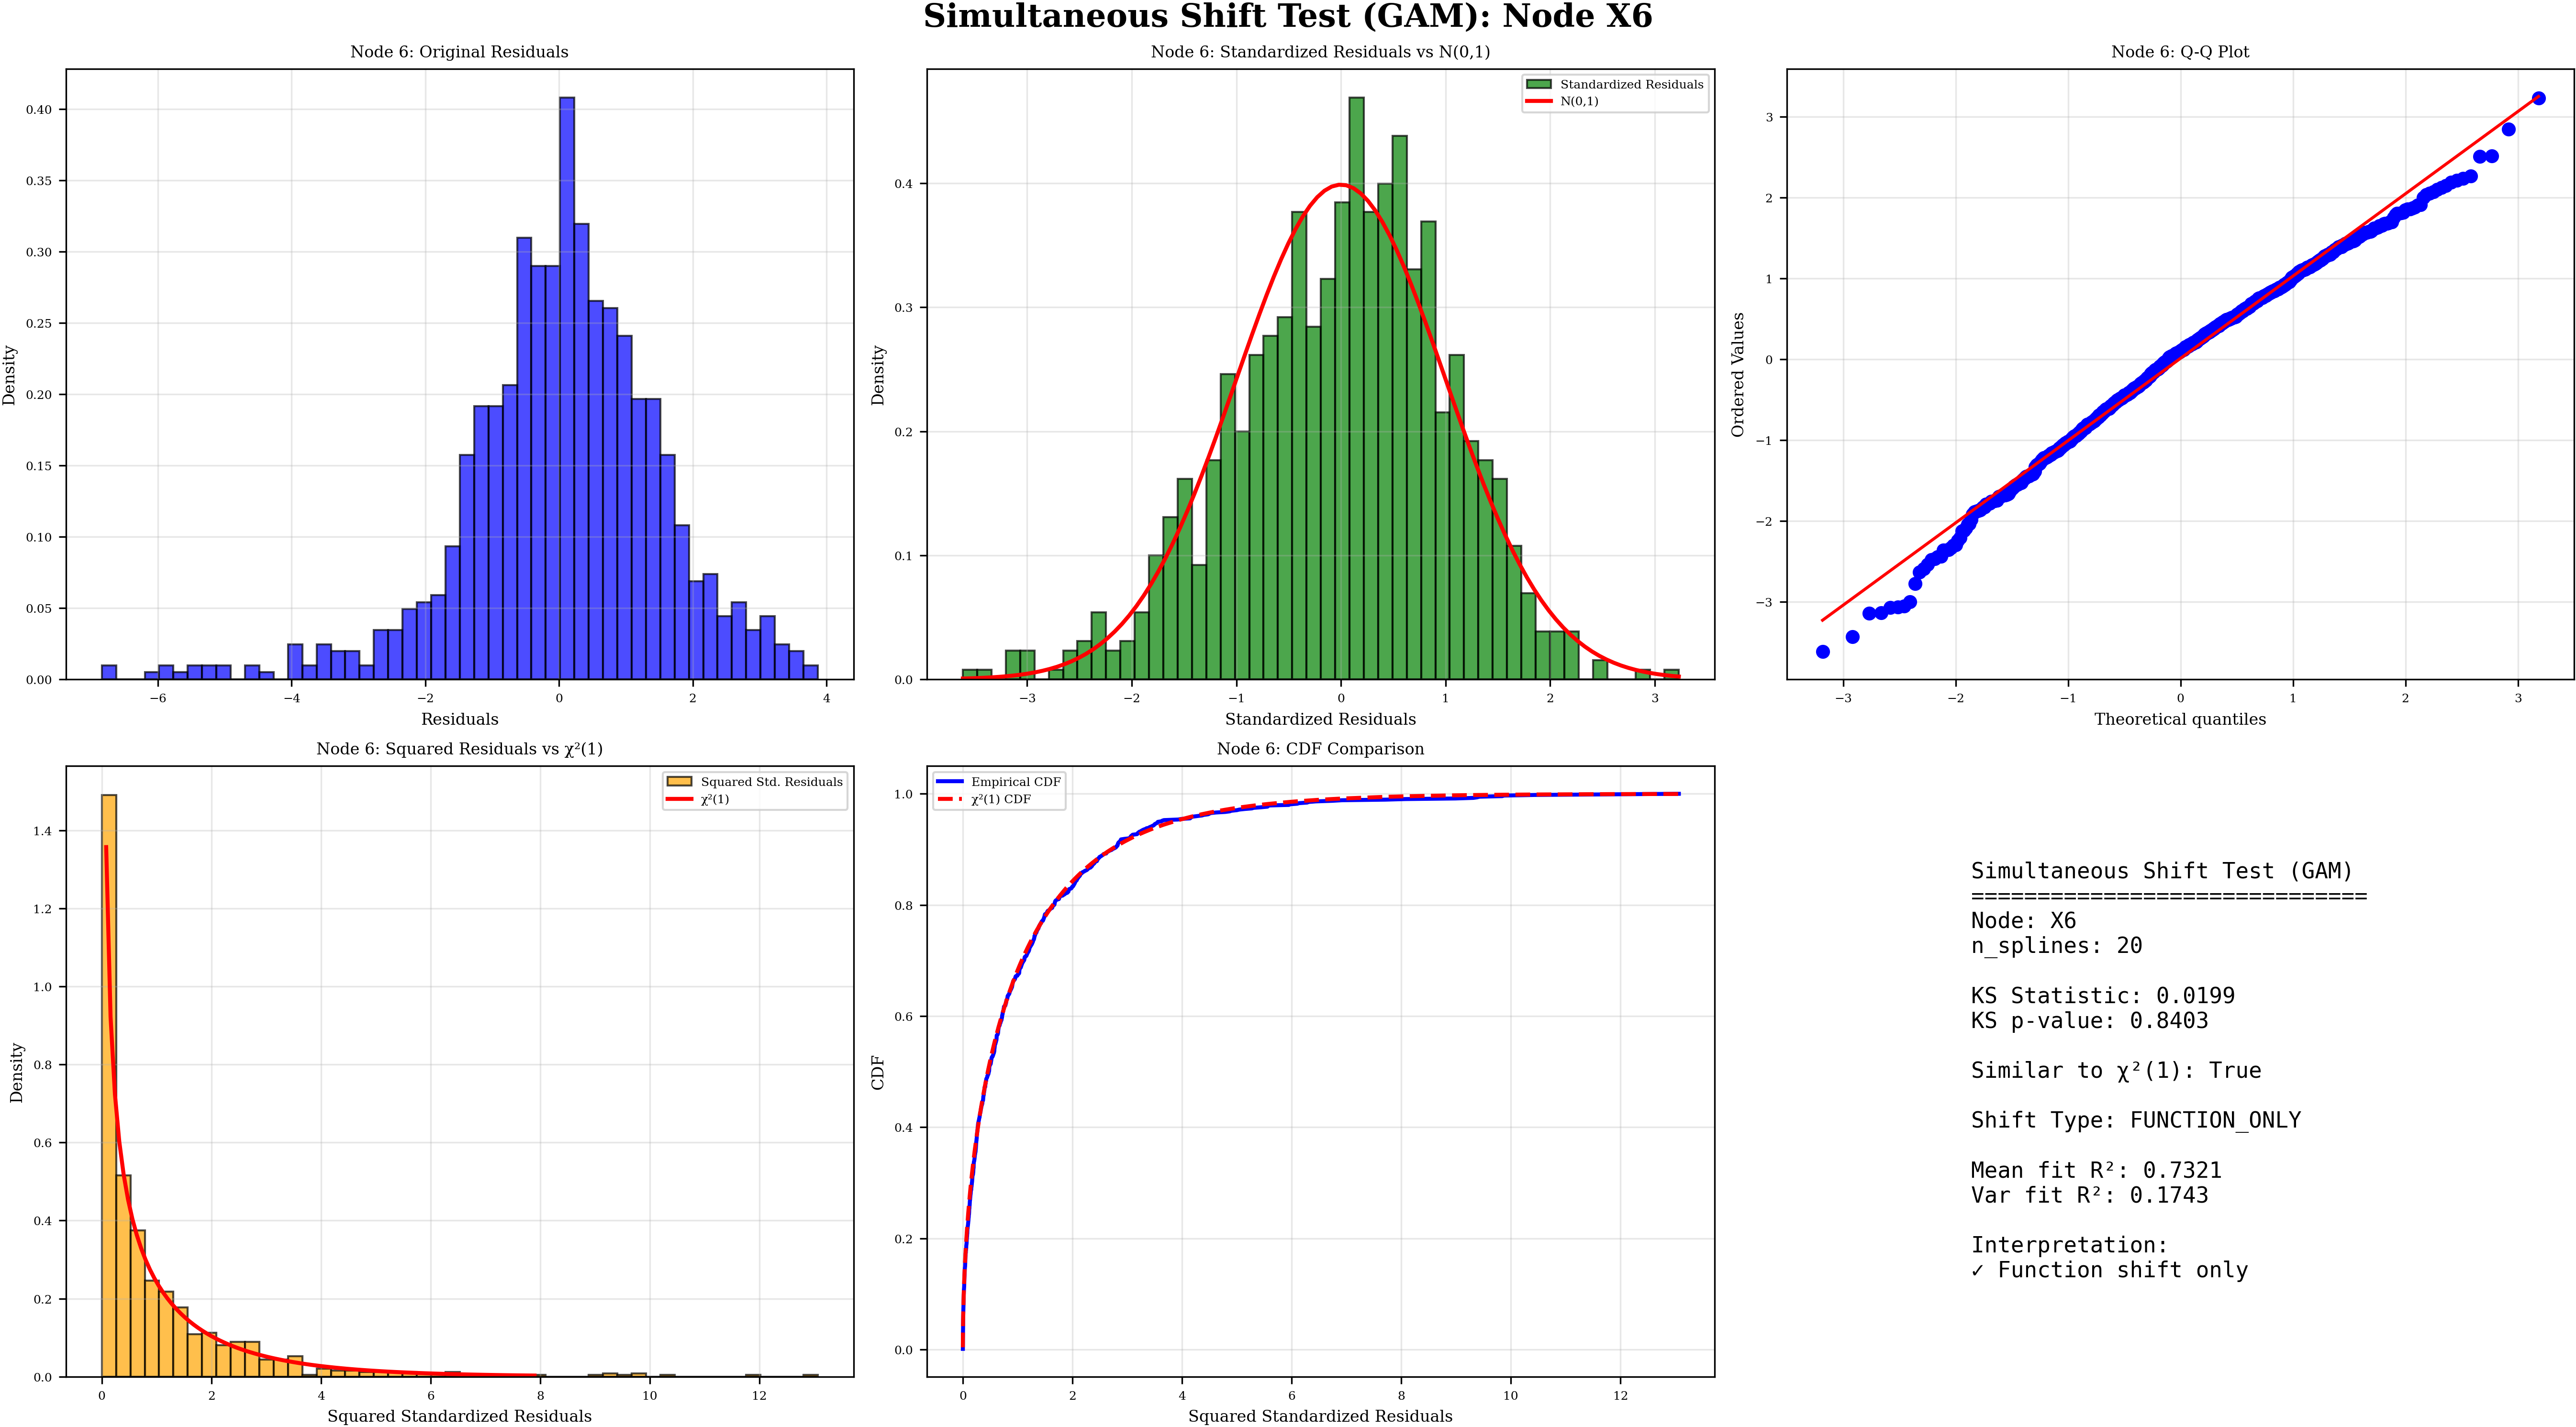 Simultaneous Shift Test (GAM): Node X6
Node 6: Original Residuals
0.40
0.35
0.30
0.25
0.20
0.15
0.10
0.05
0.00
Density
−6
−4
−2
0
2
4
Residuals
Node 6: Standardized Residuals vs N(0,1)
Standardized Residuals
N(0,1)
0.4
0.3
0.2
0.1
0.0
Density
−3
−2
−1
0
1
2
3
Standardized Residuals
Node 6: Q-Q Plot
3
2
1
0
−1
−2
−3
Ordered Values
−3
−2
−1
0
1
2
3
Theoretical quantiles
Node 6: Squared Residuals vs χ²(1)
Squared Std. Residuals
χ²(1)
1.4
1.2
1.0
0.8
0.6
0.4
0.2
0.0
Density
0
2
4
6
8
10
12
Squared Standardized Residuals
Node 6: CDF Comparison
Empirical CDF
χ²(1) CDF
1.0
0.8
0.6
0.4
0.2
0.0
CDF
0
2
4
6
8
10
12
Squared Standardized Residuals
Simultaneous Shift Test (GAM)
==============================
Node: X6
n_splines: 20
KS Statistic: 0.0199
KS p-value: 0.8403
Similar to χ²(1): True
Shift Type: FUNCTION_ONLY
Mean fit R²: 0.7321
Var fit R²: 0.1743
Interpretation:
✓ Function shift only